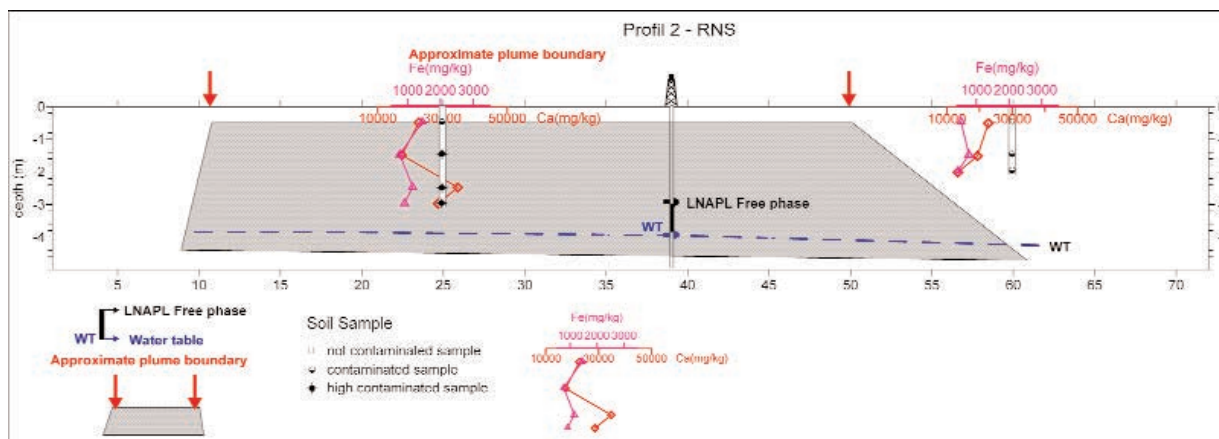 Profil 2 - RNS
Approximate plume boundary
Fe(mg/kg)
1000 2000 3000
10000 30000 50000 Ca(mg/kg)
Fe(mg/kg)
1000 2000 3000
10000 30000 50000
Ca(mg/kg)
depth (m)
0
-1
-2
-3
-4
LNAPL Free phase
WT
WT
5 10 15 20 25 30 35 40 45 50 55 60 65 70
LNAPL Free phase
WT Water table
Approximate plume boundary
Soil Sample
not contaminated sample
contaminated sample
high contaminated sample
Fe(mg/kg)
1000 2000 3000
10000 30000 50000
Ca(mg/kg)